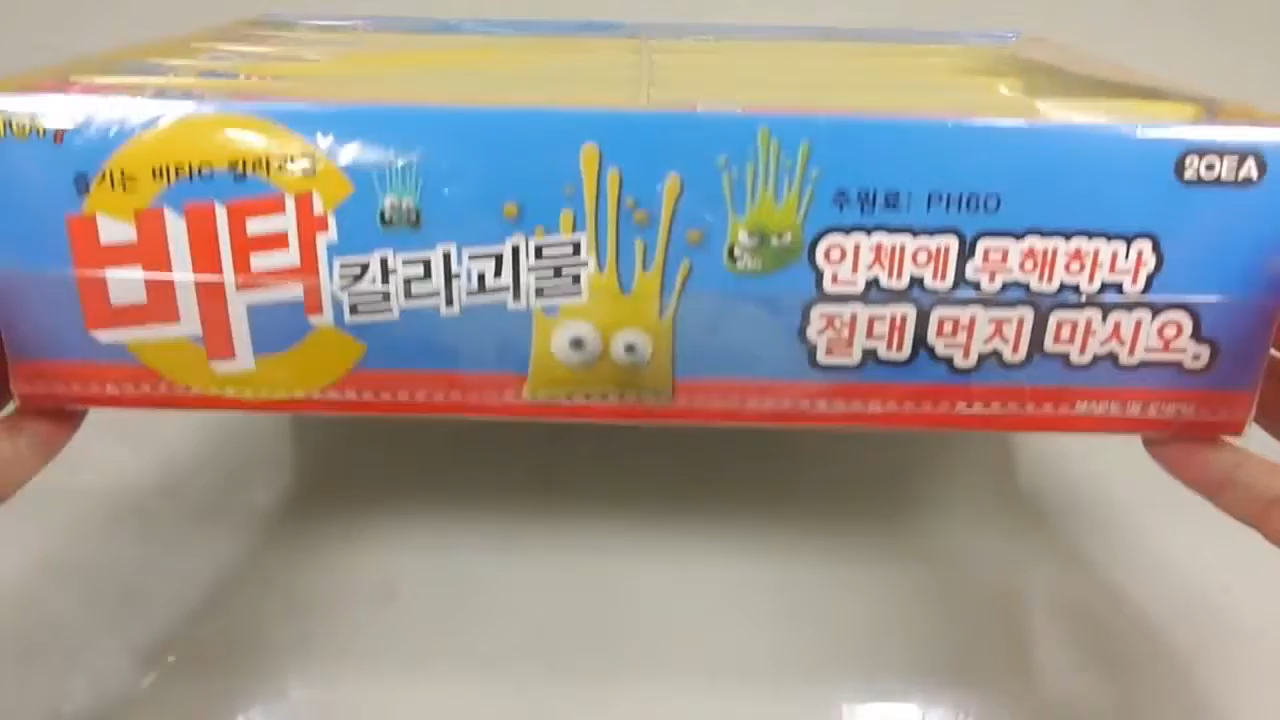 비타
칼라괴물
20EA
주원료: PH6D
인체에 무해하나
절대 먹지 마시오.